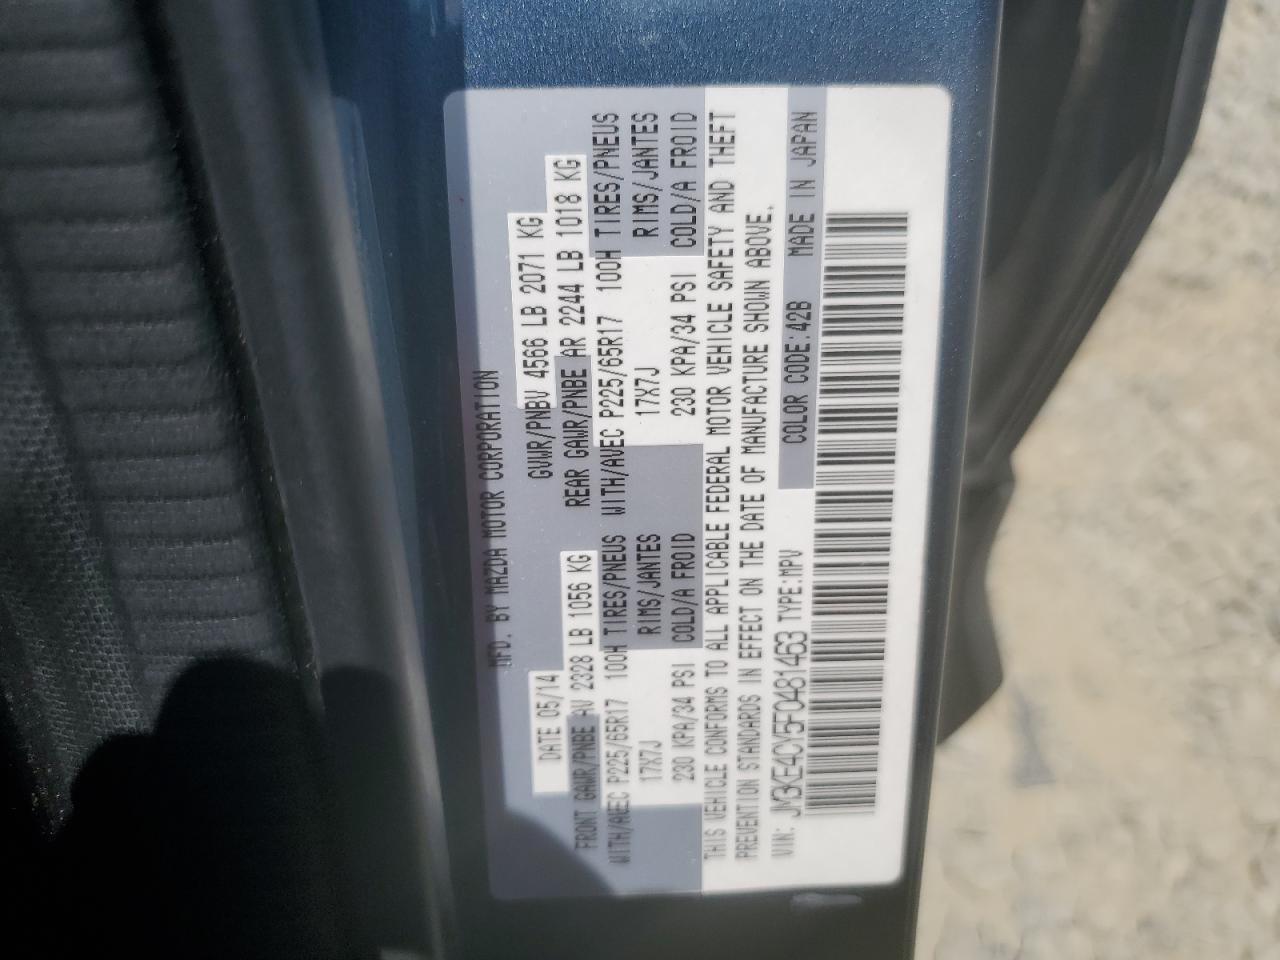 MFD. BY MAZDA MOTOR CORPORATION
DATE 05/14 GVWR/PNBV 4566 LB 2071 KG
FRONT GAWR/PNBE AV 2328 LB 1056 KG REAR GAWR/PNBE AR 2244 LB 1018 KG
WITH/AVEC P225/65R17 100H TIRES/PNEUS WITH/AVEC P225/65R17 100H TIRES/PNEUS
17X7J RIMS/JANTES 17X7J RIMS/JANTES
230 KPA/34 PSI COLD/A FROID 230 KPA/34 PSI COLD/A FROID
THIS VEHICLE CONFORMS TO ALL APPLICABLE FEDERAL MOTOR VEHICLE SAFETY AND THEFT
PREVENTION STANDARDS IN EFFECT ON THE DATE OF MANUFACTURE SHOWN ABOVE.
VIN: JM3KE4CY5F0481463 TYPE:MPV COLOR CODE:42B MADE IN JAPAN